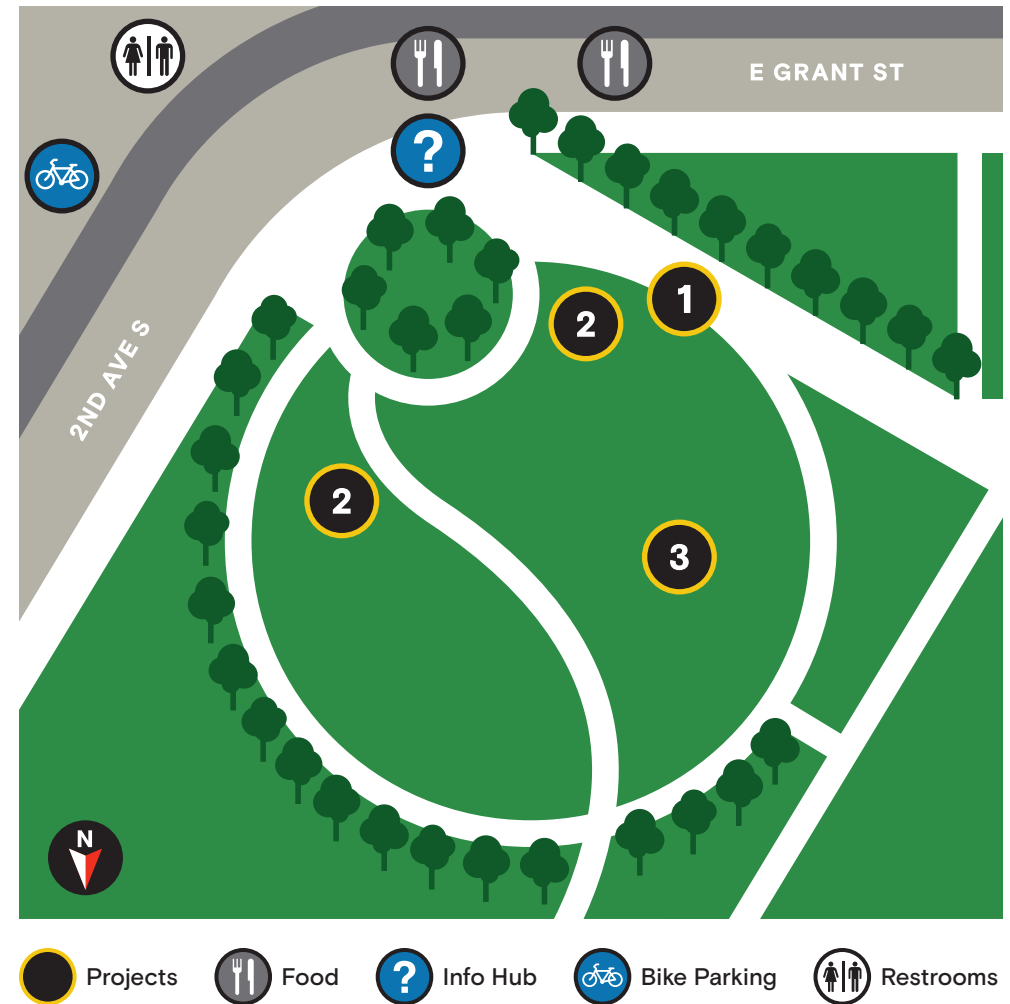 E GRANT ST
?
1
2
2ND AVE S
2
3
N
Projects
Food
?
Info Hub
Bike Parking
Restrooms